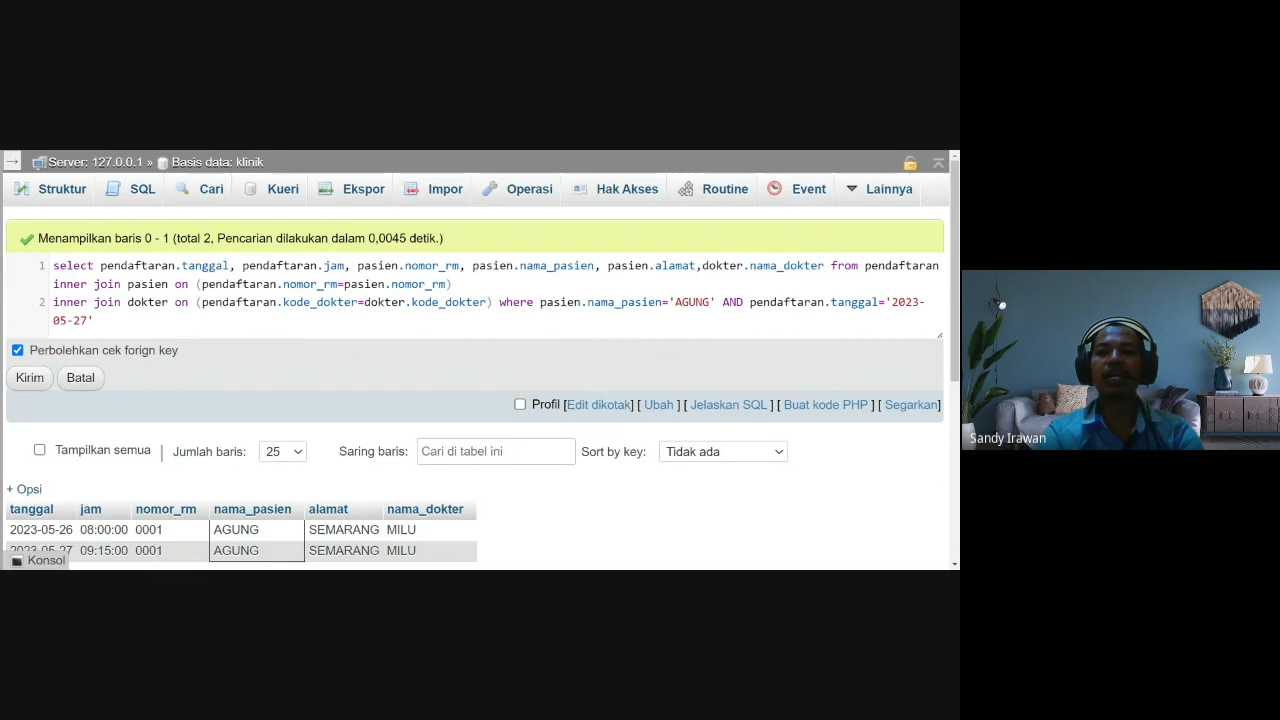 Server: 127.0.0.1 » Basis data: klinik
Struktur SQL Cari Kueri Ekspor Impor Operasi Hak Akses Routine Event Lainnya
Menampilkan baris 0 - 1 (total 2, Pencarian dilakukan dalam 0,0045 detik.)
1 select pendaftaran.tanggal, pendaftaran.jam, pasien.nomor_rm, pasien.nama_pasien, pasien.alamat,dokter.nama_dokter from pendaftaran
inner join pasien on (pendaftaran.nomor_rm=pasien.nomor_rm)
2 inner join dokter on (pendaftaran.kode_dokter=dokter.kode_dokter) where pasien.nama_pasien='AGUNG' AND pendaftaran.tanggal='2023-
05-27'
Perbolehkan cek forign key
Kirim Batal
Profil [Edit dikotak] [ Ubah ] [ Jelaskan SQL ] [ Buat kode PHP ] [ Segarkan]
Tampilkan semua | Jumlah baris: 25 Saring baris: Cari di tabel ini Sort by key: Tidak ada
+ Opsi
tanggal jam nomor_rm nama_pasien alamat nama_dokter
2023-05-26 08:00:00 0001 AGUNG SEMARANG MILU
2023-05-27 09:15:00 0001 AGUNG SEMARANG MILU
Konsol
Sandy Irawan